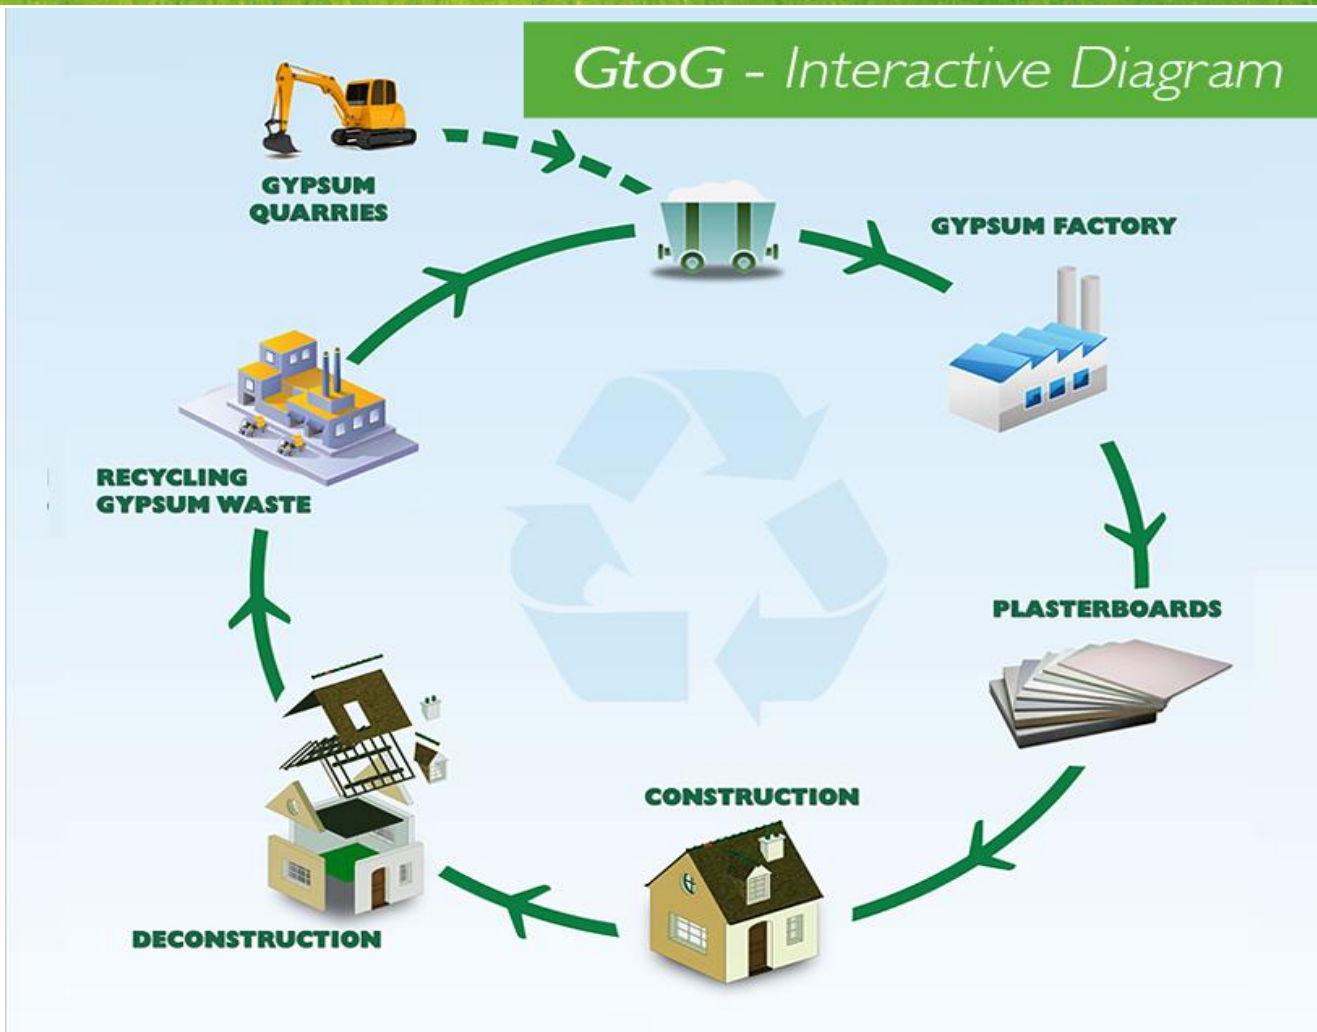 GtoG - Interactive Diagram
GYPSUM
QUARRIES
GYPSUM FACTORY
RECYCLING
GYPSUM WASTE
PLASTERBOARDS
CONSTRUCTION
DECONSTRUCTION